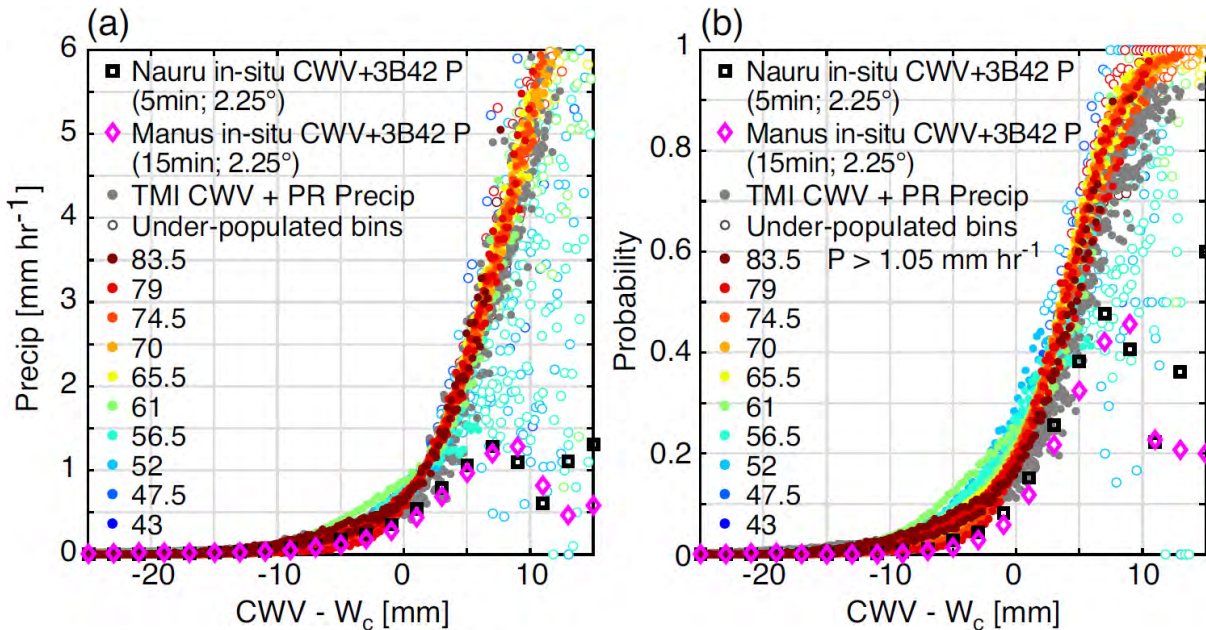 (a)
6
5
4
3
2
1
0
Precip [mm hr-1]
Nauru in-situ CWV+3B42 P
(5min; 2.25°)
Manus in-situ CWV+3B42 P
(15min; 2.25°)
TMI CWV + PR Precip
Under-populated bins
83.5
79
74.5
70
65.5
61
56.5
52
47.5
43
-20 -10 0 10
CWV - Wc [mm]
(b)
1
0.8
0.6
0.4
0.2
0
Probability
Nauru in-situ CWV+3B42 P
(5min; 2.25°)
Manus in-situ CWV+3B42 P
(15min; 2.25°)
TMI CWV + PR Precip
Under-populated bins
83.5 P > 1.05 mm hr-1
79
74.5
70
65.5
61
56.5
52
47.5
43
-20 -10 0 10
CWV - Wc [mm]